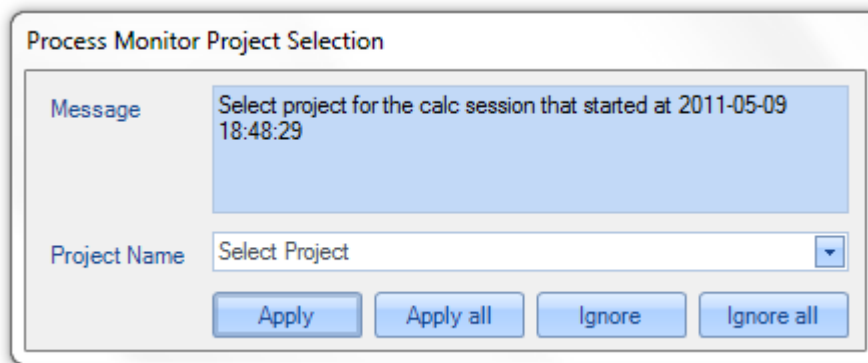 Process Monitor Project Selection
Message
Select project for the calc session that started at 2011-05-09
18:48:29
Project Name
Select Project
Apply
Apply all
Ignore
Ignore all